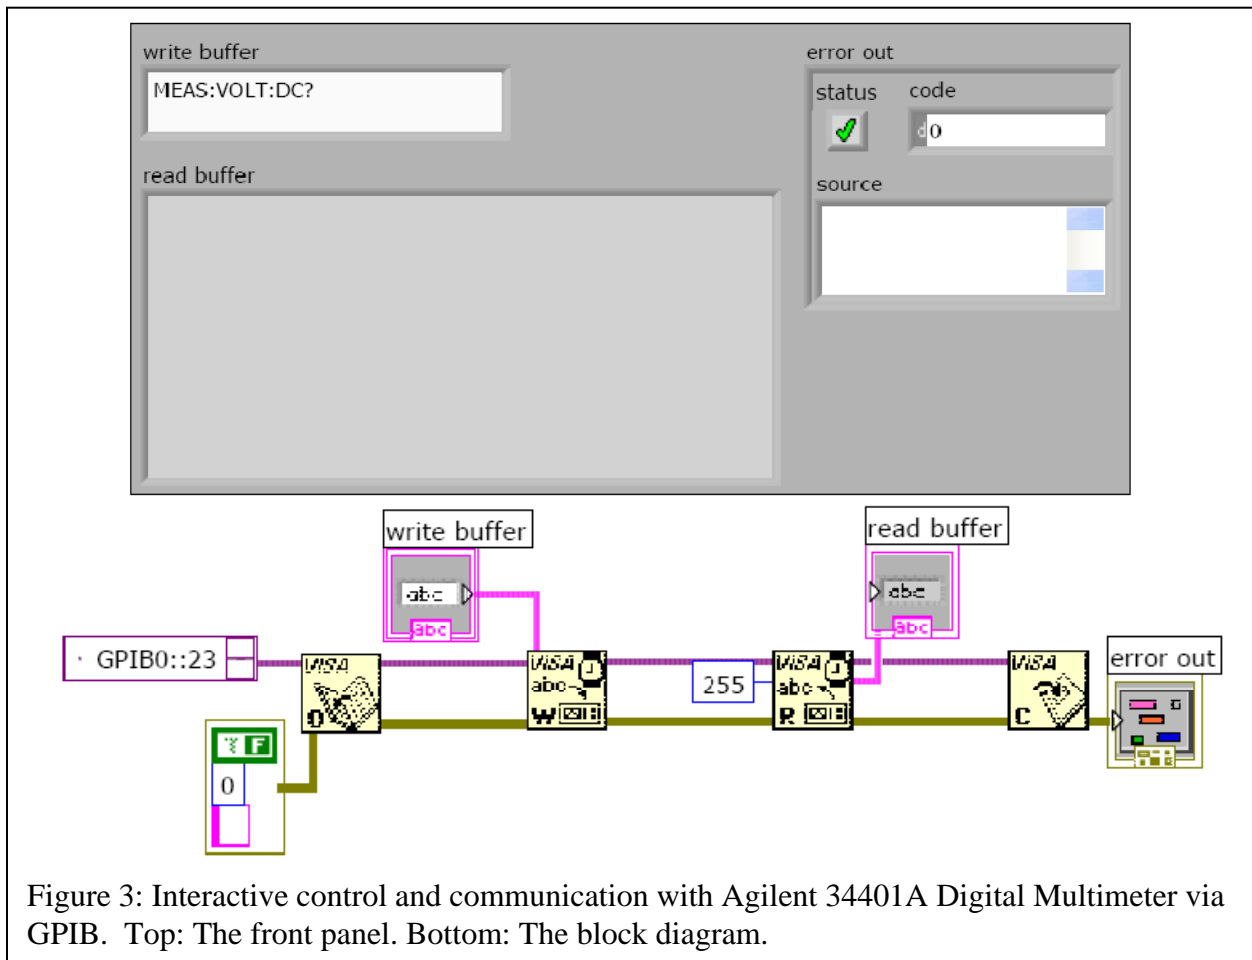 write buffer
MEAS:VOLT:DC?
read buffer
error out
status
code
d0
source
write buffer
abc
abc
read buffer
abc
abc
GPIB0::23
VISA
O
VISA
abc
W
255
VISA
abc
R
VISA
C
error out
F
0
Figure 3: Interactive control and communication with Agilent 34401A Digital Multimeter via
GPIB.  Top: The front panel. Bottom: The block diagram.